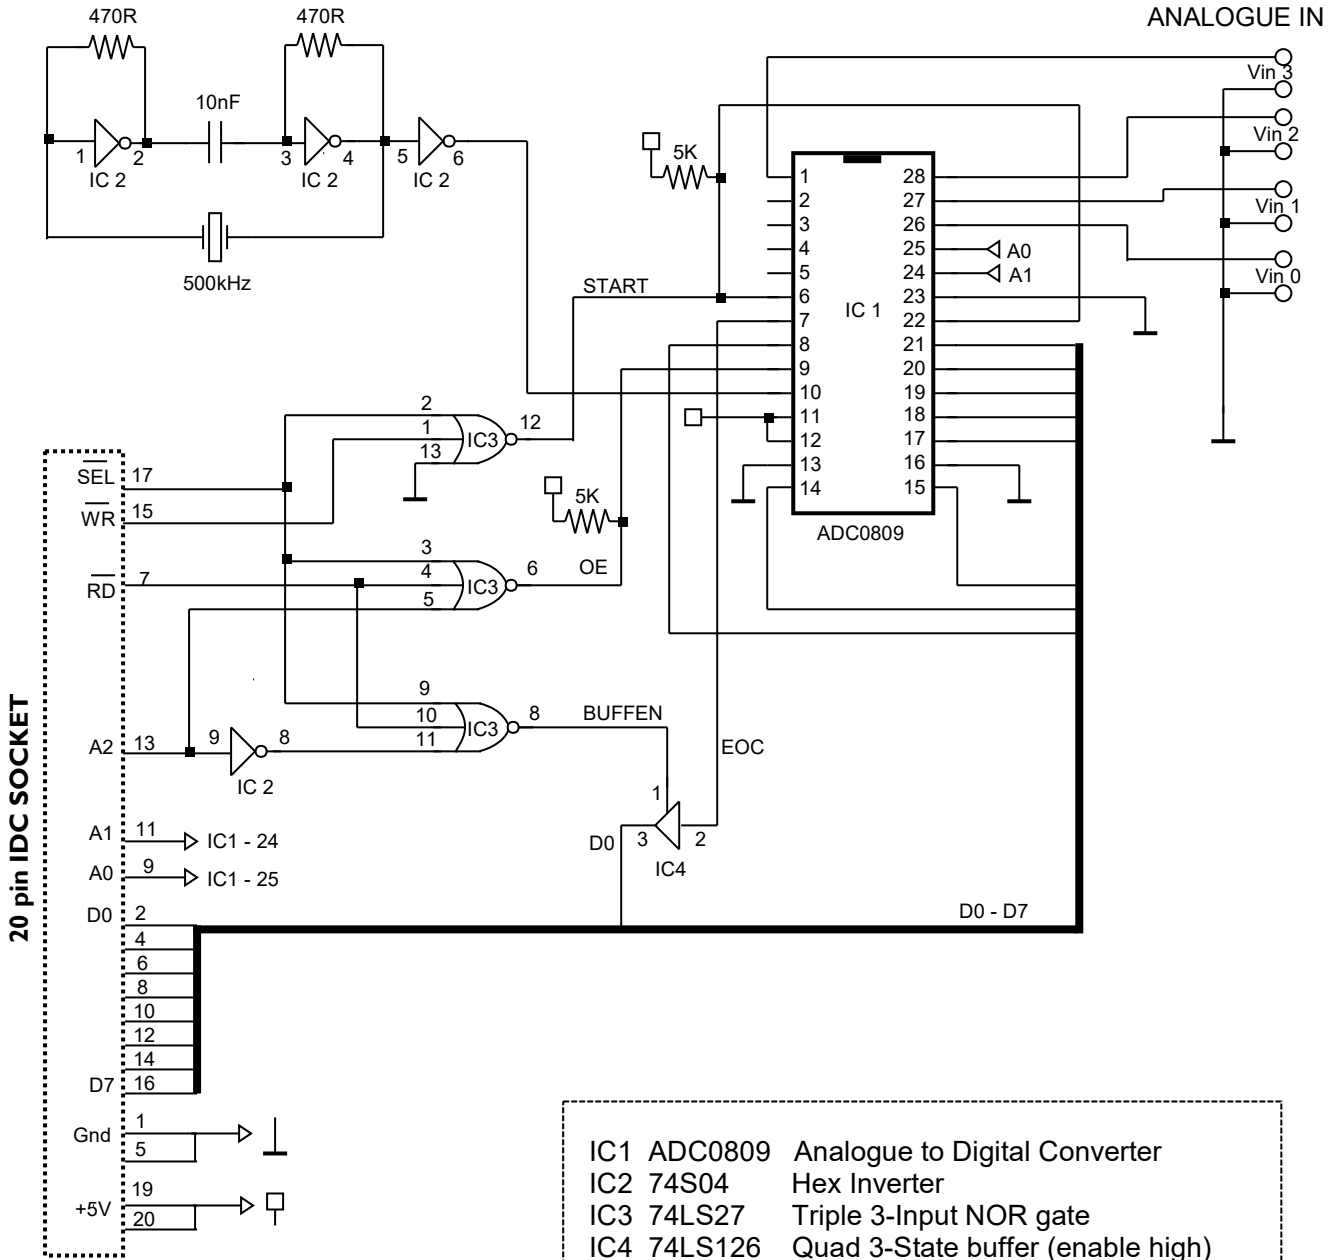 470R
470R
ANALOGUE IN
10nF
1
2
IC 2
3
4
IC 2
5
6
IC 2
500kHz
5K
Vin 3
Vin 2
Vin 1
Vin 0
1
2
3
4
5
6
7
8
9
10
11
12
13
14
28
27
26
25
24
23
22
21
20
19
18
17
16
15
IC 1
ADC0809
A0
A1
START
2
1
13
IC3
12
5K
3
4
5
IC3
6
OE
9
10
11
IC3
8
BUFFEN
EOC
1
3
2
D0
IC4
20 pin IDC SOCKET
SEL 17
WR 15
RD 7
A2 13
9
8
IC 2
A1 11 IC1 - 24
A0 9 IC1 - 25
D0 2
4
6
8
10
12
14
D7 16
D0 - D7
Gnd 1
5
+5V 19
20
IC1 ADC0809 Analogue to Digital Converter
IC2 74S04 Hex Inverter
IC3 74LS27 Triple 3-Input NOR gate
IC4 74LS126 Quad 3-State buffer (enable high)